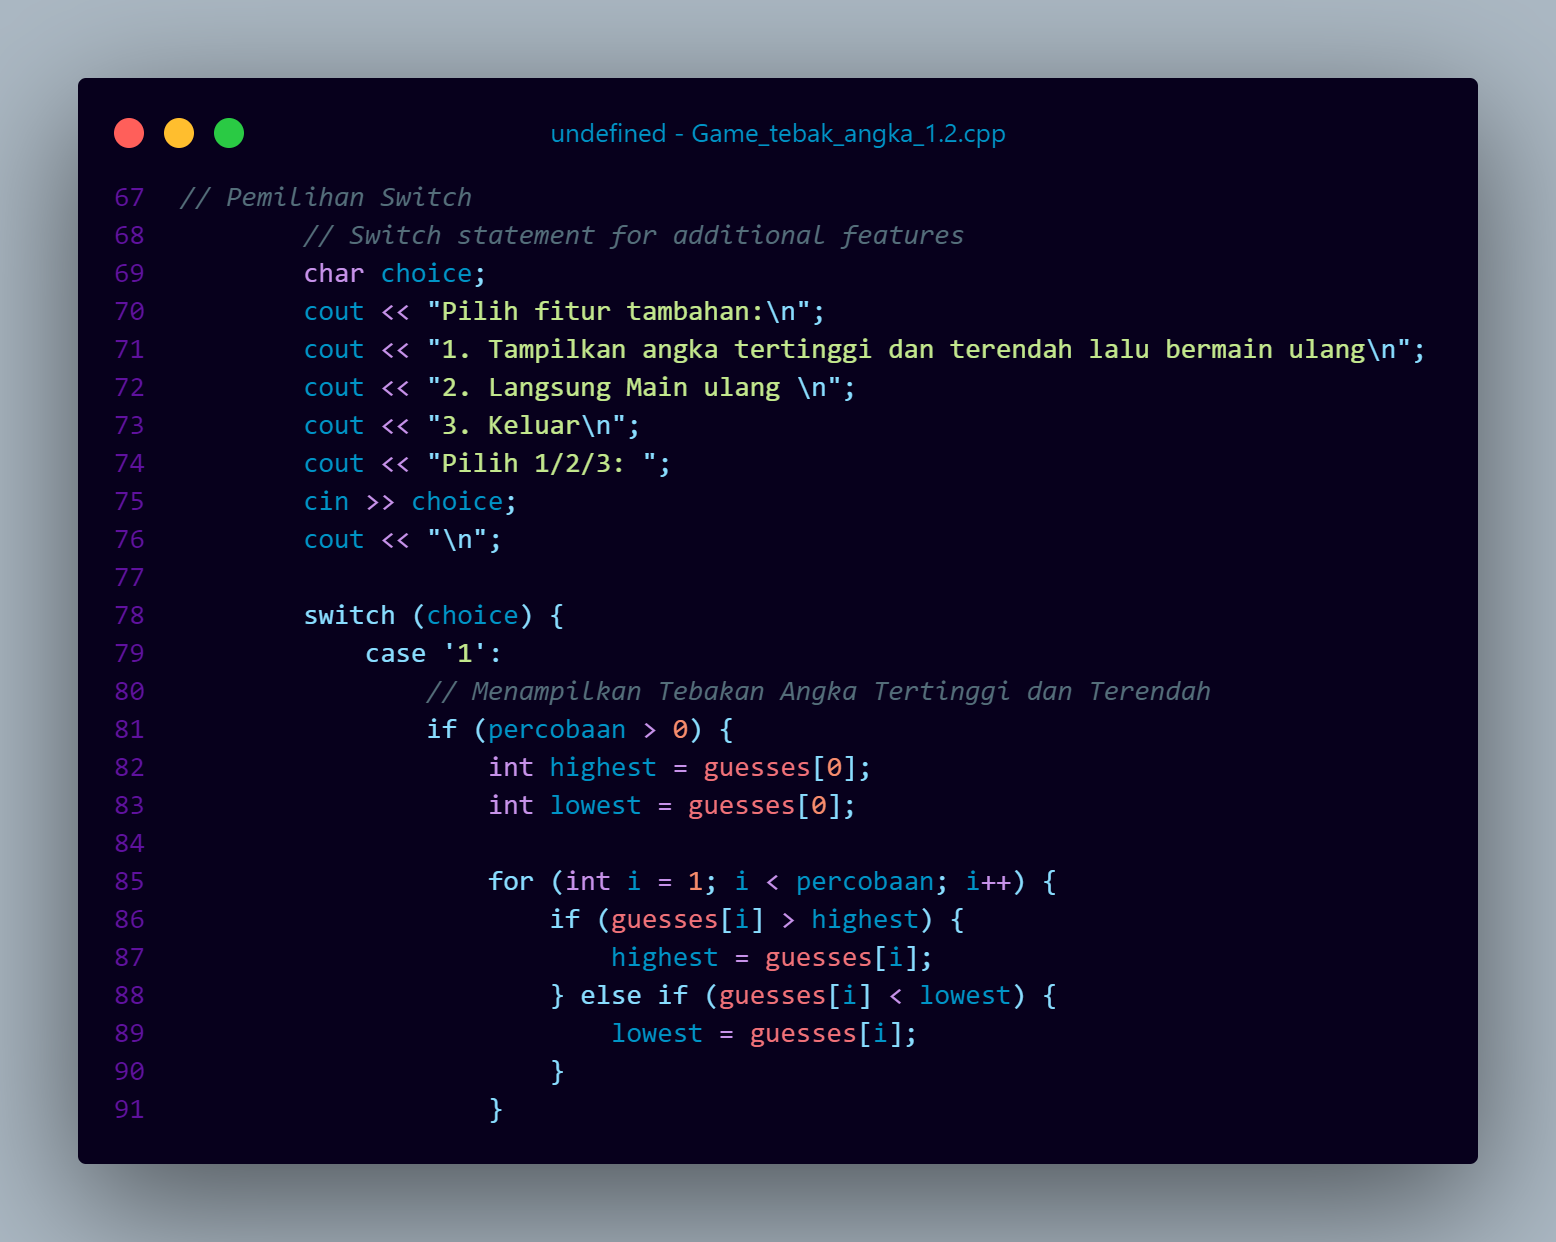 undefined - Game_tebak_angka_1.2.cpp
67 // Pemilihan Switch
68         // Switch statement for additional features
69         char choice;
70         cout << "Pilih fitur tambahan:\n";
71         cout << "1. Tampilkan angka tertinggi dan terendah lalu bermain ulang\n";
72         cout << "2. Langsung Main ulang \n";
73         cout << "3. Keluar\n";
74         cout << "Pilih 1/2/3: ";
75         cin >> choice;
76         cout << "\n";
77
78         switch (choice) {
79             case '1':
80                 // Menampilkan Tebakan Angka Tertinggi dan Terendah
81                 if (percobaan > 0) {
82                     int highest = guesses[0];
83                     int lowest = guesses[0];
84
85                     for (int i = 1; i < percobaan; i++) {
86                         if (guesses[i] > highest) {
87                             highest = guesses[i];
88                         } else if (guesses[i] < lowest) {
89                             lowest = guesses[i];
90                         }
91                     }